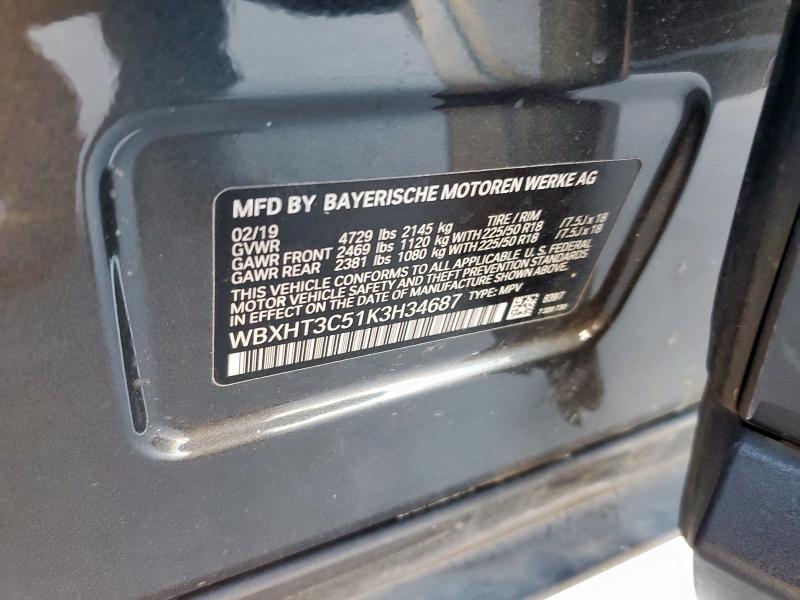 MFD BY BAYERISCHE MOTOREN WERKE AG
02/19 TIRE / RIM
GVWR 4729 lbs 2145 kg
GAWR FRONT 2469 lbs 1120 kg WITH 225/50 R18 /7.5J x 18
GAWR REAR 2381 lbs 1080 kg WITH 225/50 R18 /7.5J x 18
THIS VEHICLE CONFORMS TO ALL APPLICABLE U.S. FEDERAL
MOTOR VEHICLE SAFETY AND THEFT PREVENTION STANDARDS
IN EFFECT ON THE DATE OF MANUFACTURE SHOWN ABOVE.
WBXHT3C51K3H34687 TYPE: MPV